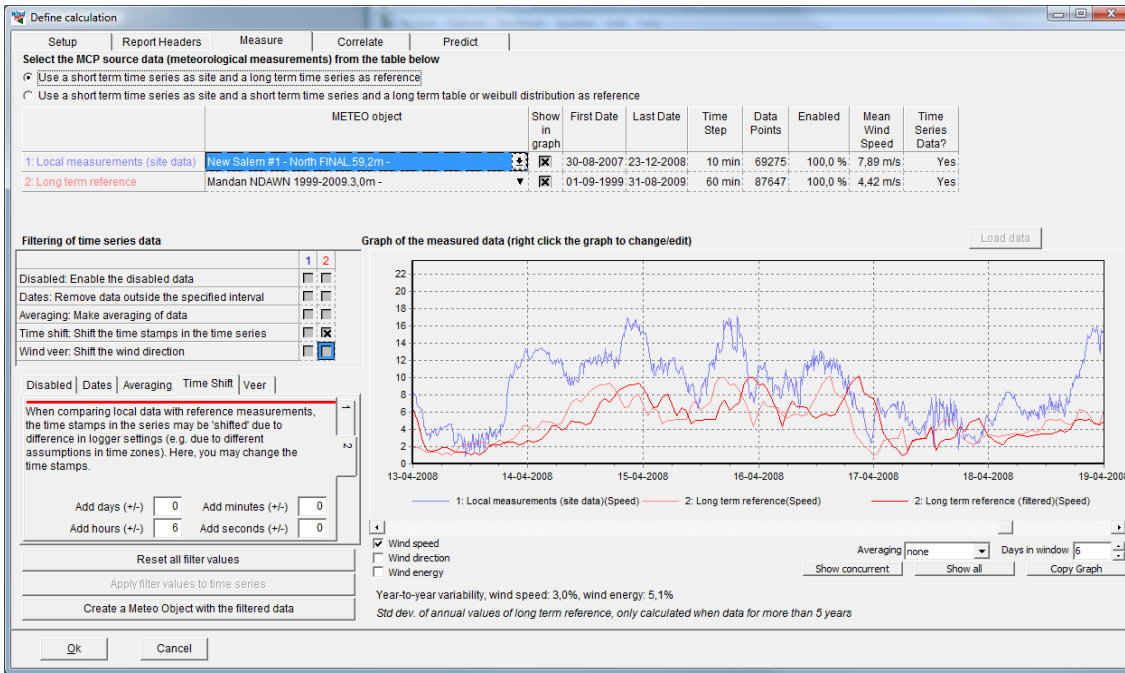 Define calculation
Setup Report Headers Measure Correlate Predict
Select the MCP source data (meteorological measurements) from the table below
Use a short term time series as site and a long term time series as reference
Use a short term time series as site and a short term time series and a long term table or weibull distribution as reference
METEO object Show in graph First Date Last Date Time Step Data Points Enabled Mean Wind Speed Time Series Data?
1: Local measurements (site data) New Salem #1 - North FINAL.59,2m - 30-08-2007 23-12-2008 10 min 69275 100,0 % 7,89 m/s Yes
2: Long term reference Mandan NDAWN 1999-2009.3,0m - 01-09-1999 31-08-2009 60 min 87647 100,0 % 4,42 m/s Yes
Load data
Filtering of time series data
Graph of the measured data (right click the graph to change/edit)
1 2
Disabled: Enable the disabled data
Dates: Remove data outside the specified interval
Averaging: Make averaging of data
Time shift: Shift the time stamps in the time series
Wind veer: Shift the wind direction
Disabled Dates Averaging Time Shift Veer
When comparing local data with reference measurements,
the time stamps in the series may be 'shifted' due to
difference in logger settings (e.g. due to different
assumptions in time zones). Here, you may change the
time stamps.
1
2
Add days (+/-) 0 Add minutes (+/-) 0
Add hours (+/-) 6 Add seconds (+/-) 0
Reset all filter values
Apply filter values to time series
Create a Meteo Object with the filtered data
22
20
18
16
14
12
10
8
6
4
2
0
13-04-2008 14-04-2008 15-04-2008 16-04-2008 17-04-2008 18-04-2008 19-04-2008
1: Local measurements (site data)(Speed) 2: Long term reference(Speed) 2: Long term reference (filtered)(Speed)
Wind speed
Wind direction
Wind energy
Averaging none Days in window 6
Show concurrent Show all Copy Graph
Year-to-year variability, wind speed: 3,0%, wind energy: 5,1%
Std dev. of annual values of long term reference, only calculated when data for more than 5 years
Ok Cancel